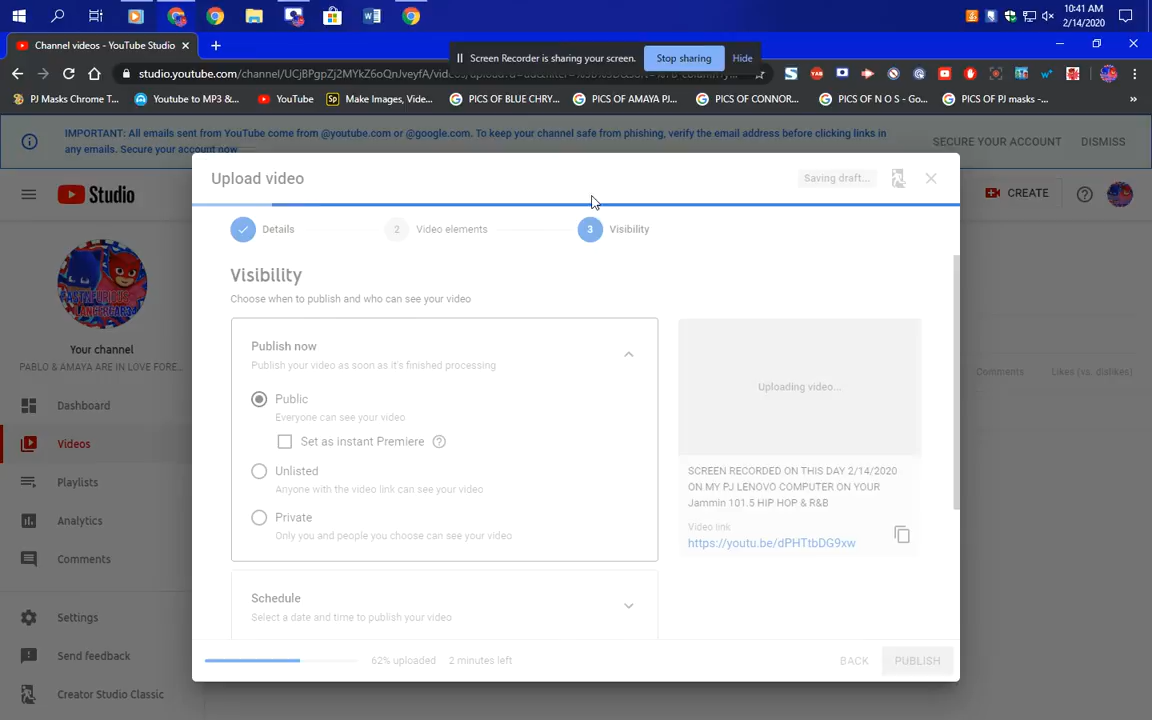 10:41 AM
2/14/2020
Channel videos - YouTube Studio
Screen Recorder is sharing your screen.
Stop sharing
Hide
PJ Masks Chrome T...
Youtube to MP3 &...
YouTube
Make Images, Vide...
PICS OF BLUE CHRY...
PICS OF AMAYA PJ...
PICS OF CONNOR...
PICS OF N O S - Go...
PICS OF PJ masks -...
IMPORTANT: All emails sent from YouTube come from @youtube.com or @google.com. To keep your channel safe from phishing, verify the email address before clicking links in
any emails. Secure your account now
SECURE YOUR ACCOUNT
DISMISS
Studio
CREATE
Your channel
PABLO & AMAYA ARE IN LOVE FORE...
Dashboard
Videos
Playlists
Analytics
Comments
Settings
Send feedback
Creator Studio Classic
Comments
Likes (vs. dislikes)
Upload video
Saving draft...
Details
2
Video elements
3
Visibility
Visibility
Choose when to publish and who can see your video
Publish now
Publish your video as soon as it's finished processing
Public
Everyone can see your video
Set as instant Premiere
Unlisted
Anyone with the video link can see your video
Private
Only you and people you choose can see your video
Schedule
Select a date and time to publish your video
Uploading video...
SCREEN RECORDED ON THIS DAY 2/14/2020
ON MY PJ LENOVO COMPUTER ON YOUR
Jammin 101.5 HIP HOP & R&B
Video link
https://youtu.be/dPHTtbDG9xw
62% uploaded
2 minutes left
BACK
PUBLISH